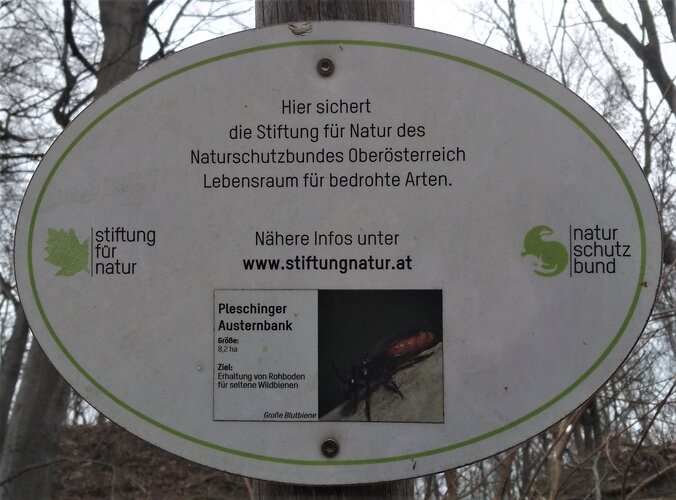 Hier sichert
die Stiftung für Natur des
Naturschutzbundes Oberösterreich
Lebensraum für bedrohte Arten.
stiftung
für
natur
Nähere Infos unter
www.stiftungnatur.at
natur
schutz
bund
Pleschinger
Austernbank
Größe:
8,2 ha
Ziel:
Erhaltung von Rohboden
für seltene Wildbienen
Große Blutbiene